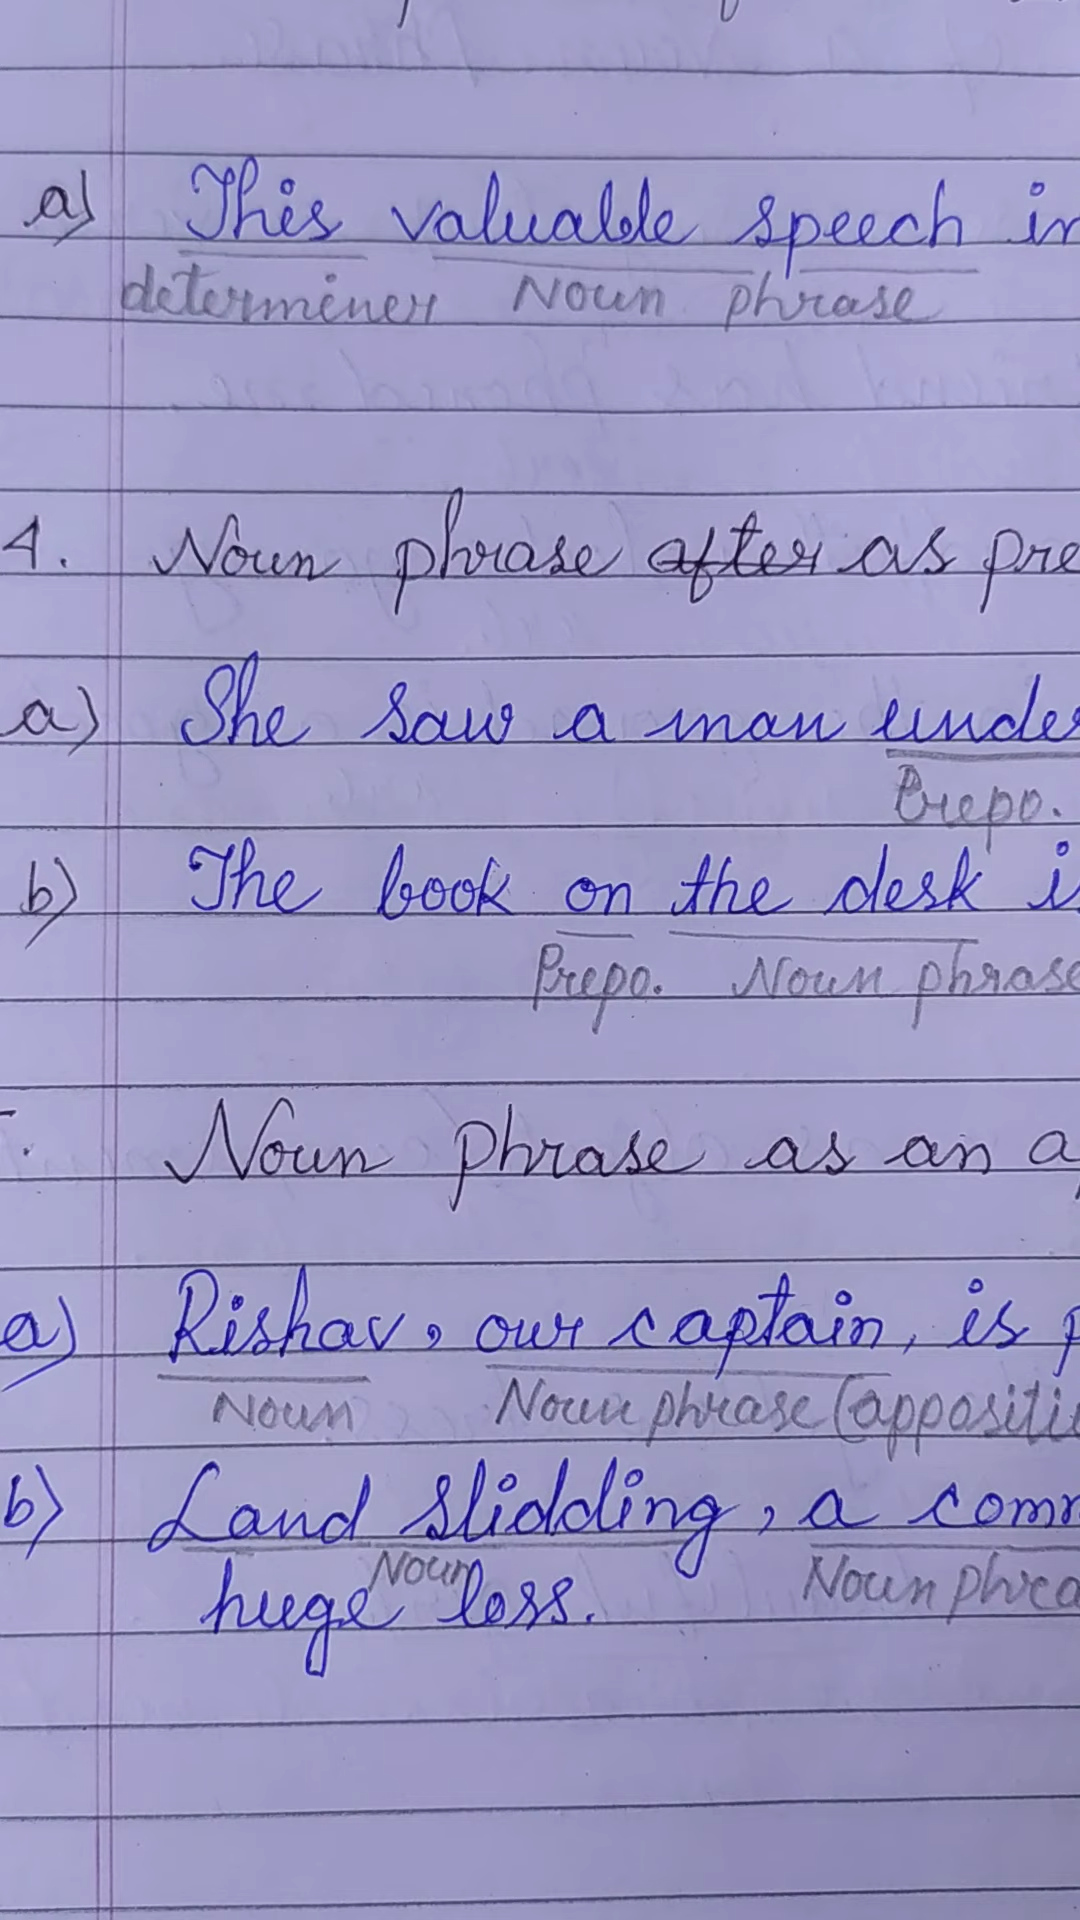 a) This valuable speech in
determiner Noun phrase
4. Noun phrase after as pre
a) She saw a man under
Prepo.
b) The book on the desk i
Prepo. Noun phrase
Noun phrase as an a
a) Rishav, our captain, is p
Noun Noun phrase (appositi
b) Land slidding, a comm
Noun Noun phra
huge loss.